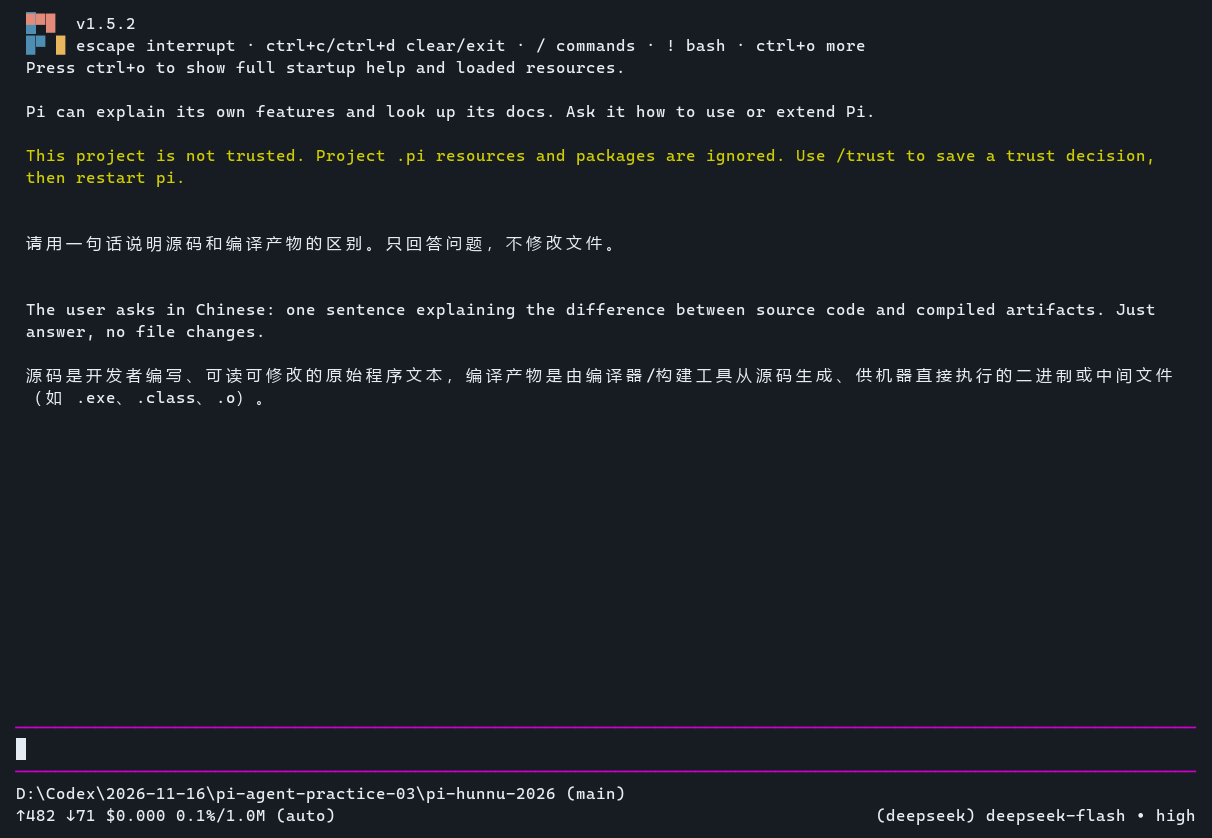 v1.5.2
escape interrupt · ctrl+c/ctrl+d clear/exit · / commands · ! bash · ctrl+o more
Press ctrl+o to show full startup help and loaded resources.
Pi can explain its own features and look up its docs. Ask it how to use or extend Pi.
This project is not trusted. Project .pi resources and packages are ignored. Use /trust to save a trust decision,
then restart pi.
请用一句话说明源码和编译产物的区别。只回答问题，不修改文件。
The user asks in Chinese: one sentence explaining the difference between source code and compiled artifacts. Just
answer, no file changes.
源码是开发者编写、可读可修改的原始程序文本，编译产物是由编译器/构建工具从源码生成、供机器直接执行的二进制或中间文件
（如 .exe、.class、.o）。
D:\Codex\2026-11-16\pi-agent-practice-03\pi-hunnu-2026 (main)
↑482 ↓71 $0.000 0.1%/1.0M (auto) (deepseek) deepseek-flash • high